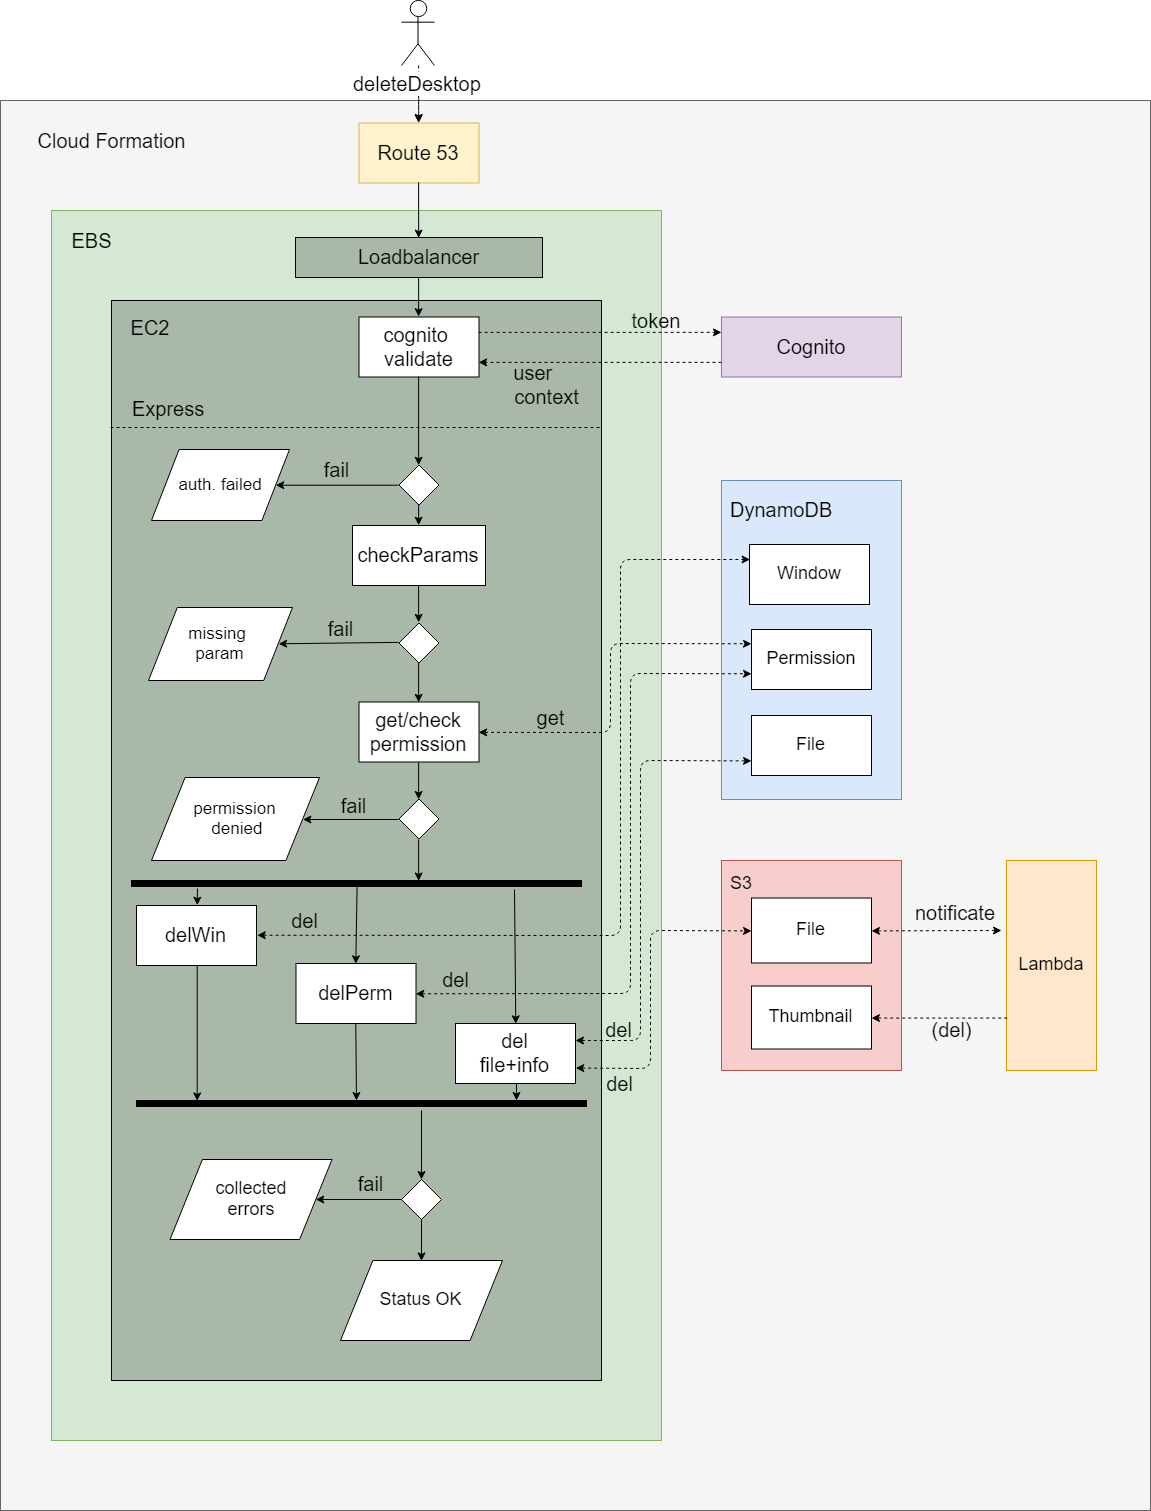 deleteDesktop
Cloud Formation
Route 53
EBS
Loadbalancer
EC2
cognito
validate
token
Cognito
user
context
Express
fail
auth. failed
DynamoDB
checkParams
Window
fail
missing
param
Permission
get/check
permission
get
File
fail
permission
denied
S3
delWin
del
File
notificate
Lambda
delPerm
del
Thumbnail
del
file+info
del
(del)
del
fail
collected
errors
Status OK